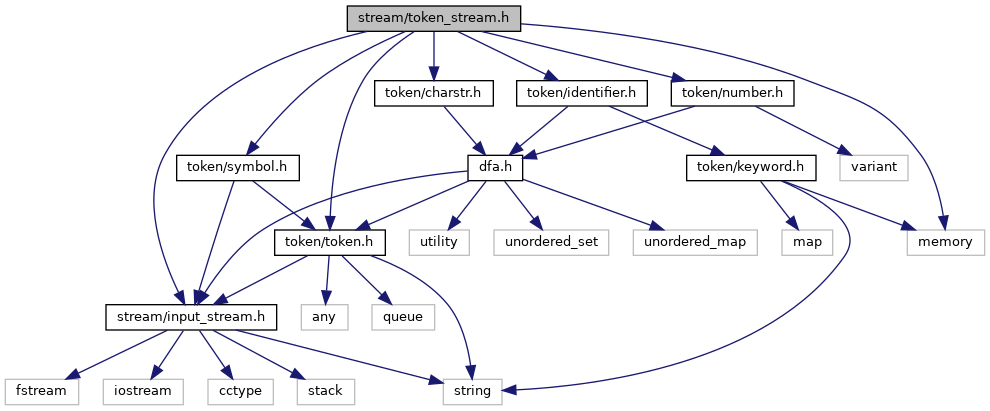 stream/token_stream.h
token/charstr.h
token/identifier.h
token/number.h
token/symbol.h
dfa.h
token/keyword.h
variant
token/token.h
utility
unordered_set
unordered_map
map
memory
stream/input_stream.h
any
queue
fstream
iostream
cctype
stack
string